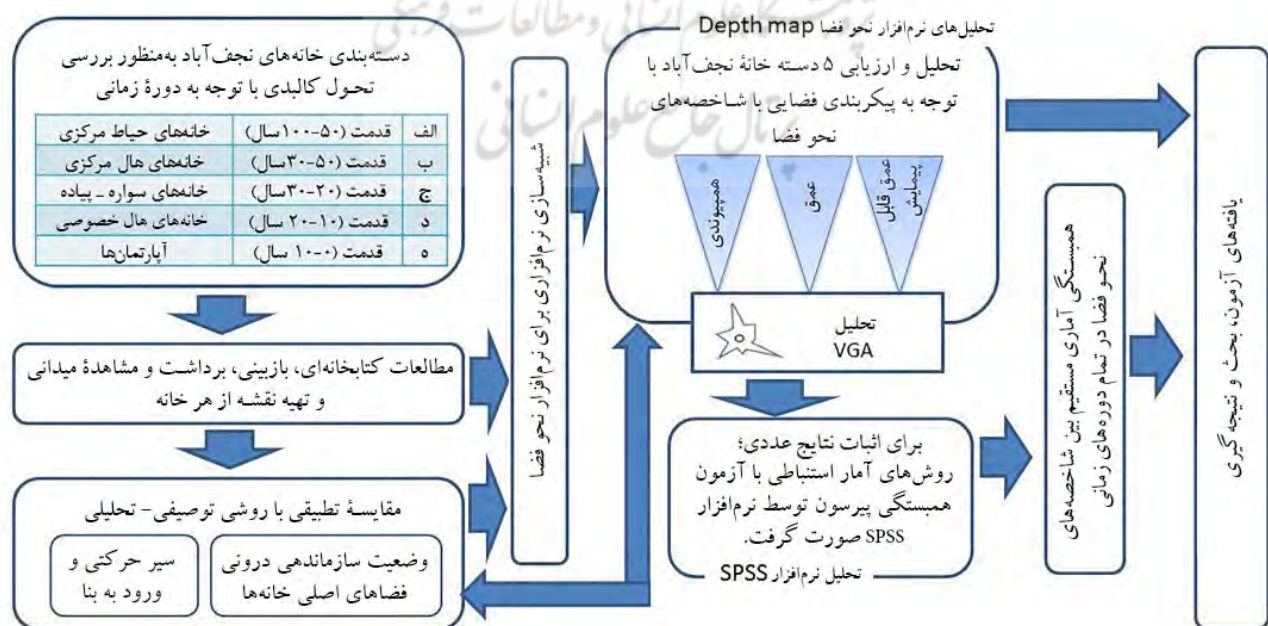 دسته‌بندی خانه‌های نجف‌آباد به‌منظور بررسی
تحول کالبدی با توجه به دورهٔ زمانی
الف قدمت (۵۰-۱۰۰سال) خانه‌های حیاط مرکزی
ب قدمت (۳۰-۵۰سال) خانه‌های هال مرکزی
ج قدمت (۲۰-۳۰سال) خانه‌های سواره ـ پیاده
د قدمت (۱۰-۲۰ سال) خانه‌های هال خصوصی
ه قدمت (۰-۱۰ سال) آپارتمان‌ها
مطالعات کتابخانه‌ای، بازبینی، برداشت و مشاهدهٔ میدانی
و تهیه نقشه از هر خانه
مقایسهٔ تطبیقی با روشی توصیفی- تحلیلی
وضعیت سازماندهی درونی
فضاهای اصلی خانه‌ها
سیر حرکتی و
ورود به بنا
شبیه‌سازی نرم‌افزاری برای نرم‌افزار نحو فضا
تحلیل‌های نرم‌افزار نحو فضا Depth map
تحلیل و ارزیابی ۵ دسته خانهٔ نجف‌آباد با
توجه به پیکربندی فضایی با شاخصه‌های
نحو فضا
عمق قابل
پیمایش
عمق
همپیوندی
تحلیل
VGA
برای اثبات نتایج عددی؛
روش‌های آمار استنباطی با آزمون
همبستگی پیرسون توسط نرم‌افزار
SPSS صورت گرفت.
تحلیل نرم‌افزار SPSS
همبستگی آماری مستقیم بین شاخصه‌های
نحو فضا در تمام دوره‌های زمانی
یافته‌های آزمون، بحث و نتیجه گیری
پرتال جامع علوم انسانی